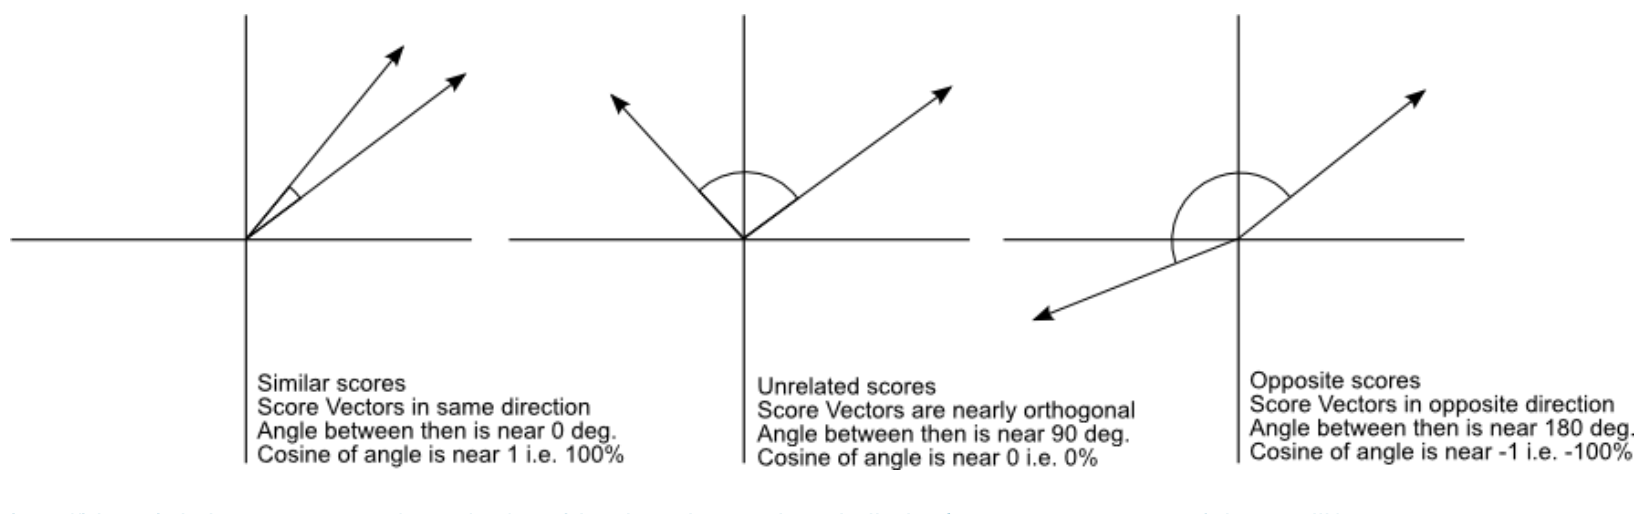 Similar scores
Score Vectors in same direction
Angle between then is near 0 deg.
Cosine of angle is near 1 i.e. 100%
Unrelated scores
Score Vectors are nearly orthogonal
Angle between then is near 90 deg.
Cosine of angle is near 0 i.e. 0%
Opposite scores
Score Vectors in opposite direction
Angle between then is near 180 deg.
Cosine of angle is near -1 i.e. -100%